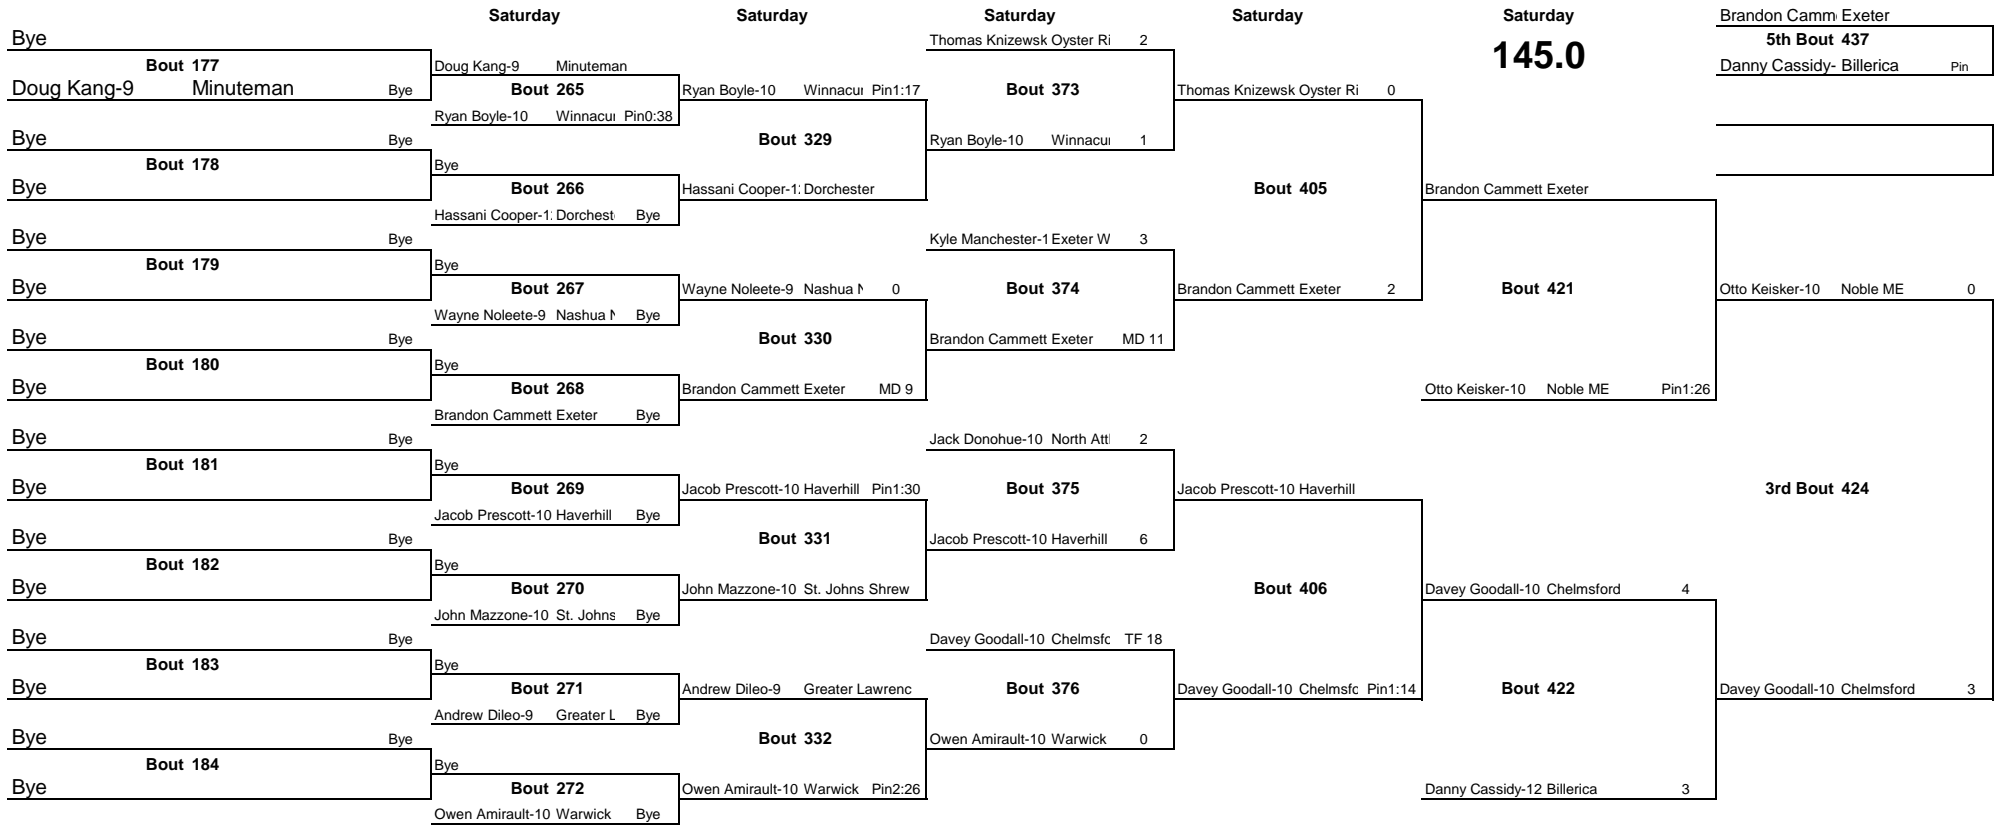 Saturday Saturday Saturday Saturday Saturday Brandon Camm Exeter
Bye Thomas Knizewsk Oyster Ri 2 145.0 5th Bout 437
Bout 177 Doug Kang-9 Minuteman Danny Cassidy- Billerica Pin
Doug Kang-9 Minuteman Bye Bout 265 Ryan Boyle-10 Winnacu Pin1:17 Bout 373 Thomas Knizewsk Oyster Ri 0
Ryan Boyle-10 Winnacu Pin0:38
Bye Bye Bout 329 Ryan Boyle-10 Winnacu 1
Bout 178 Bye
Bye Bout 266 Hassani Cooper-1 Dorchester Bout 405 Brandon Cammett Exeter
Hassani Cooper-1 Dorchest Bye
Bye Bye Kyle Manchester-1 Exeter W 3
Bout 179 Bye
Bye Bout 267 Wayne Noleete-9 Nashua N 0 Bout 374 Brandon Cammett Exeter 2 Bout 421 Otto Keisker-10 Noble ME 0
Wayne Noleete-9 Nashua N Bye
Bye Bye Bout 330 Brandon Cammett Exeter MD 11
Bout 180 Bye
Bye Bout 268 Brandon Cammett Exeter MD 9 Otto Keisker-10 Noble ME Pin1:26
Brandon Cammett Exeter Bye
Bye Bye Jack Donohue-10 North Att 2
Bout 181 Bye
Bye Bout 269 Jacob Prescott-10 Haverhill Pin1:30 Bout 375 Jacob Prescott-10 Haverhill 3rd Bout 424
Jacob Prescott-10 Haverhill Bye
Bye Bye Bout 331 Jacob Prescott-10 Haverhill 6
Bout 182 Bye
Bye Bout 270 John Mazzone-10 St. Johns Shrew Bout 406 Davey Goodall-10 Chelmsford 4
John Mazzone-10 St. Johns Bye
Bye Bye Davey Goodall-10 Chelmsfo TF 18
Bout 183 Bye
Bye Bout 271 Andrew Dileo-9 Greater Lawrenc Bout 376 Davey Goodall-10 Chelmsfo Pin1:14 Bout 422 Davey Goodall-10 Chelmsford 3
Andrew Dileo-9 Greater L Bye
Bye Bye Bout 332 Owen Amirault-10 Warwick 0
Bout 184 Bye
Bye Bout 272 Owen Amirault-10 Warwick Pin2:26 Danny Cassidy-12 Billerica 3
Owen Amirault-10 Warwick Bye